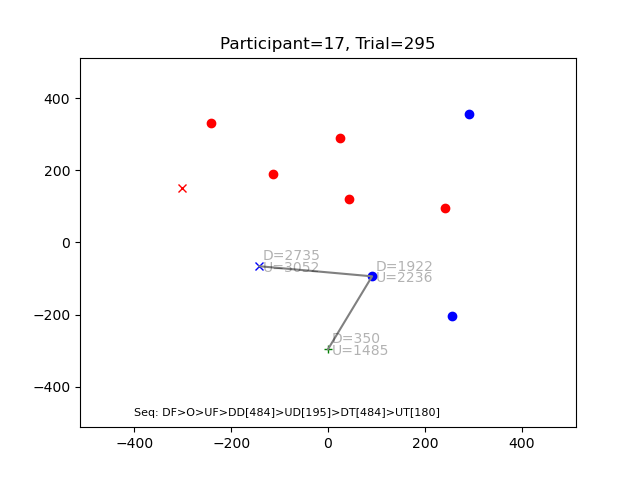 Participant=17, Trial=295
400
200
0
−200
−400
D=2735
U=3052
D=1922
U=2236
D=350
U=1485
Seq: DF>O>UF>DD[484]>UD[195]>DT[484]>UT[180]
−400 −200 0 200 400